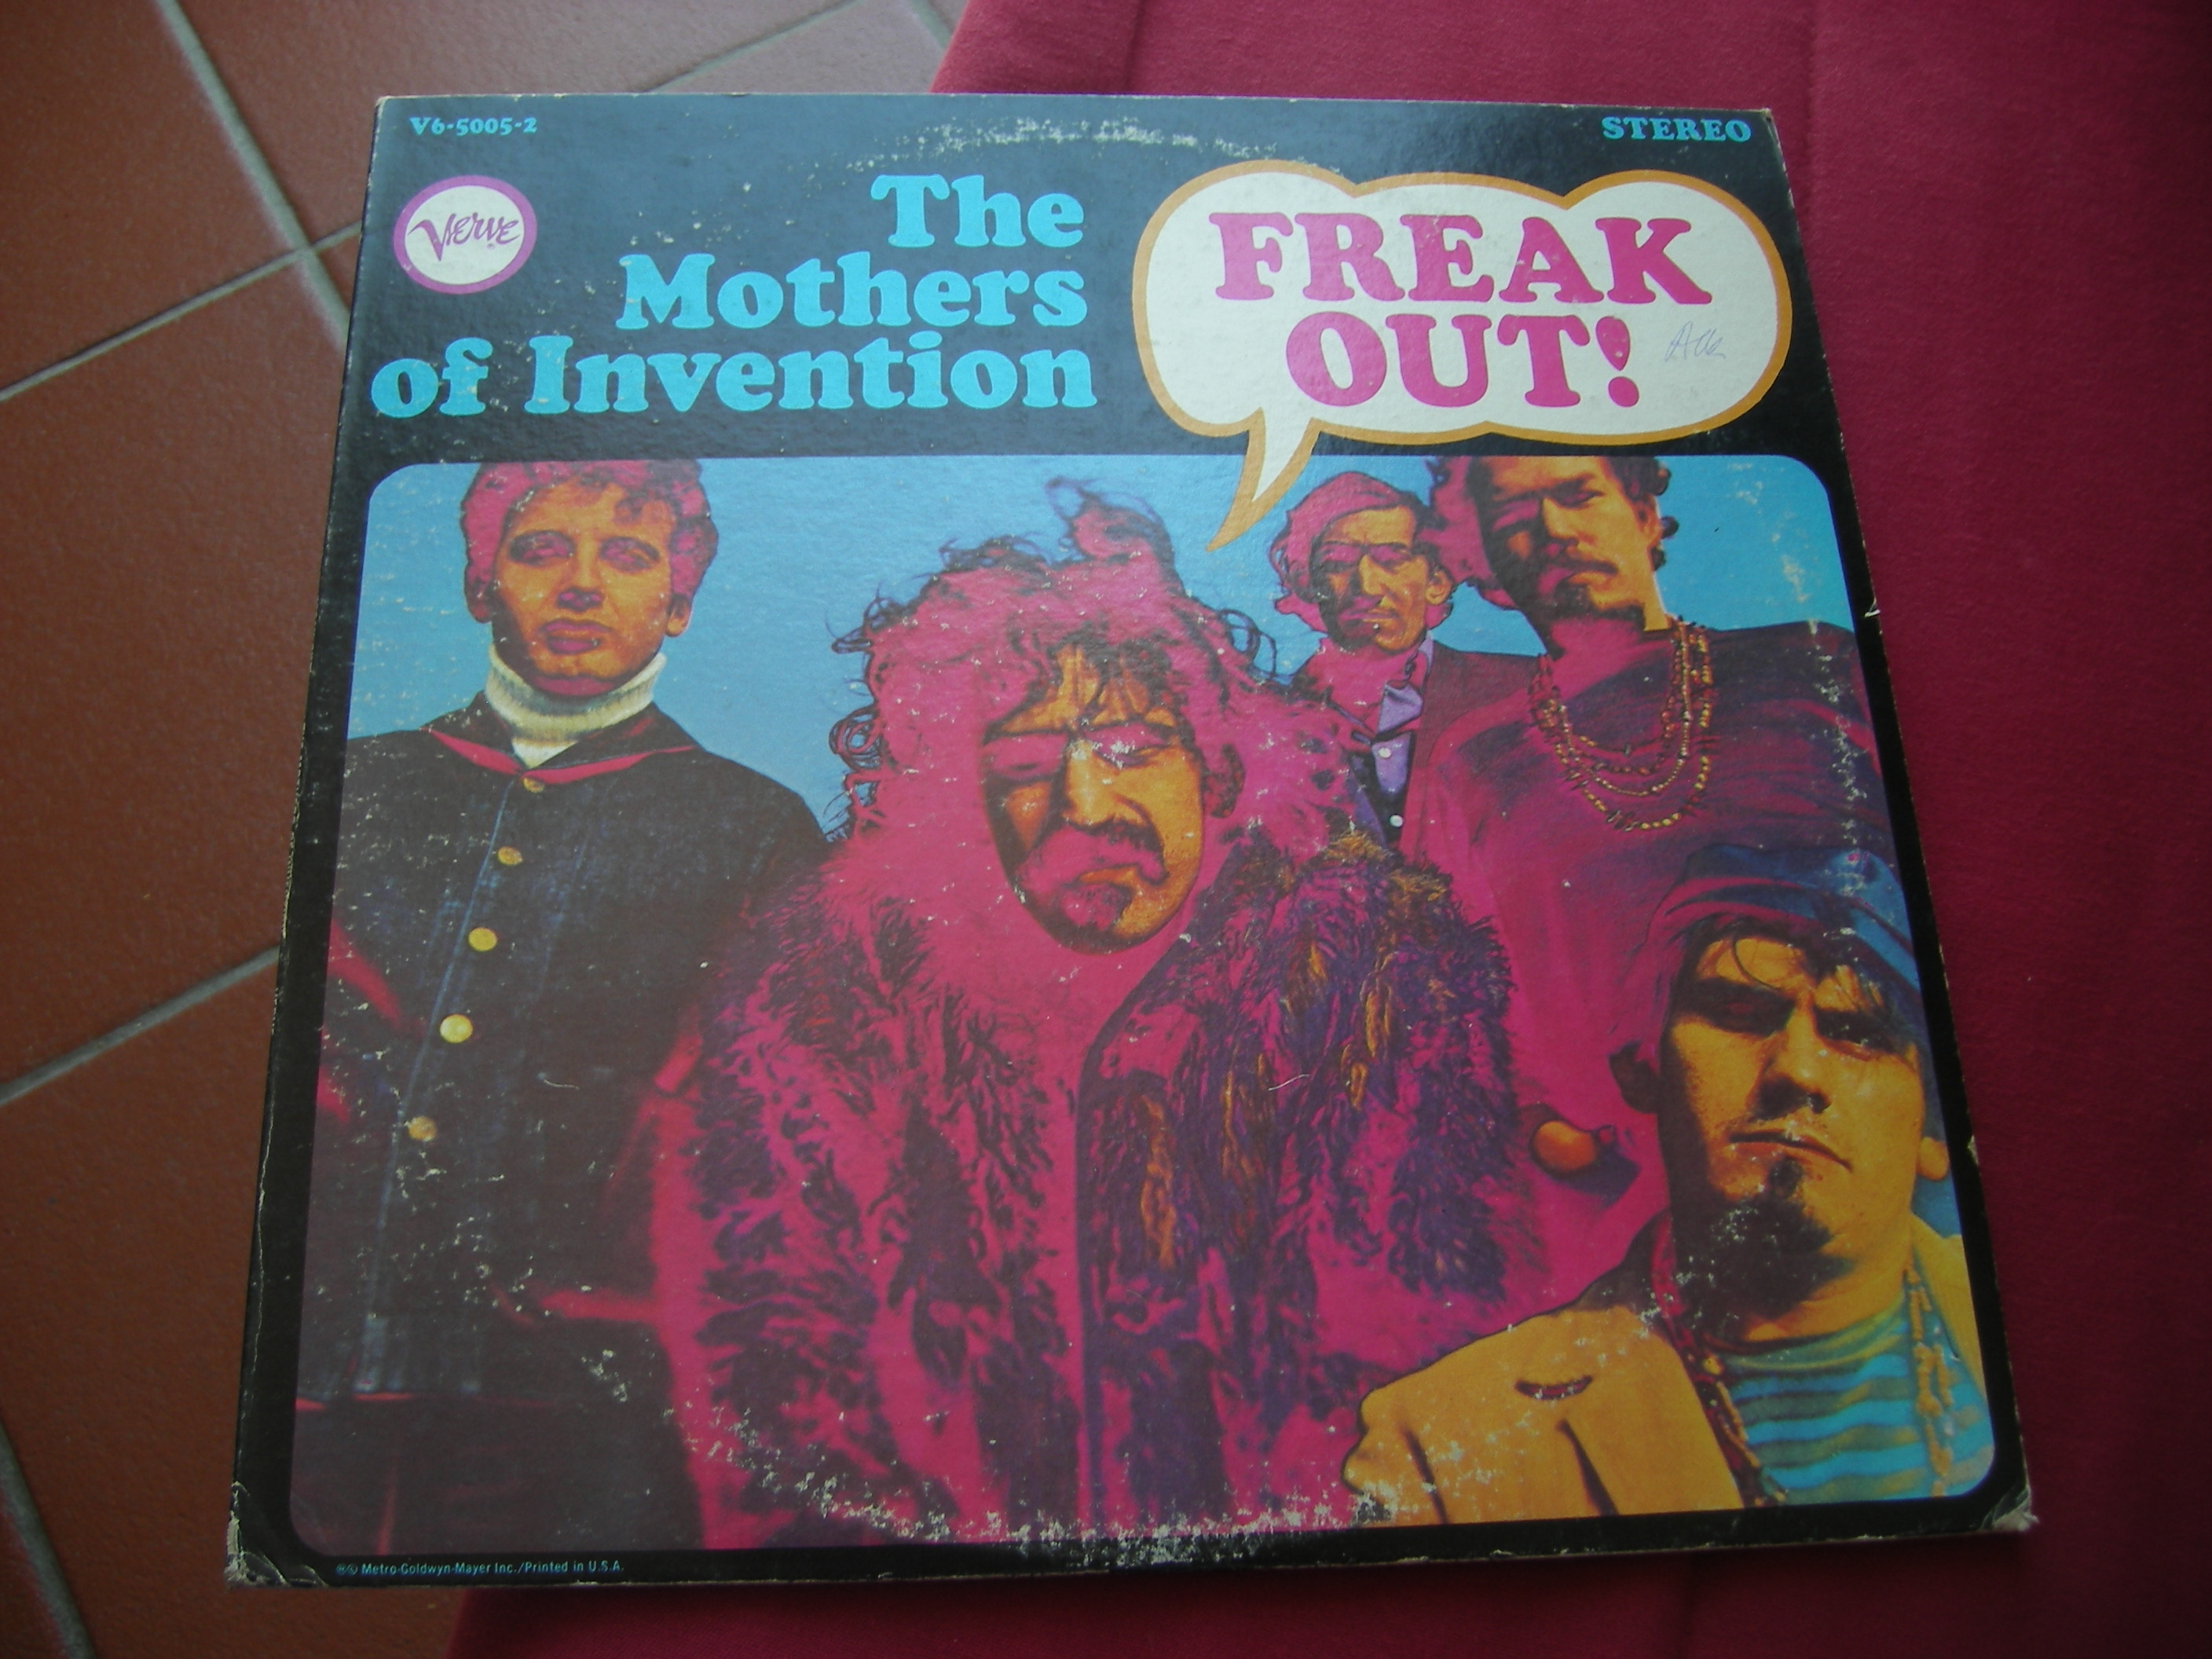 V6-5005-2
STEREO
Verve
The
Mothers
of Invention
FREAK
OUT!
℗© Metro-Goldwyn-Mayer Inc./Printed in U.S.A.